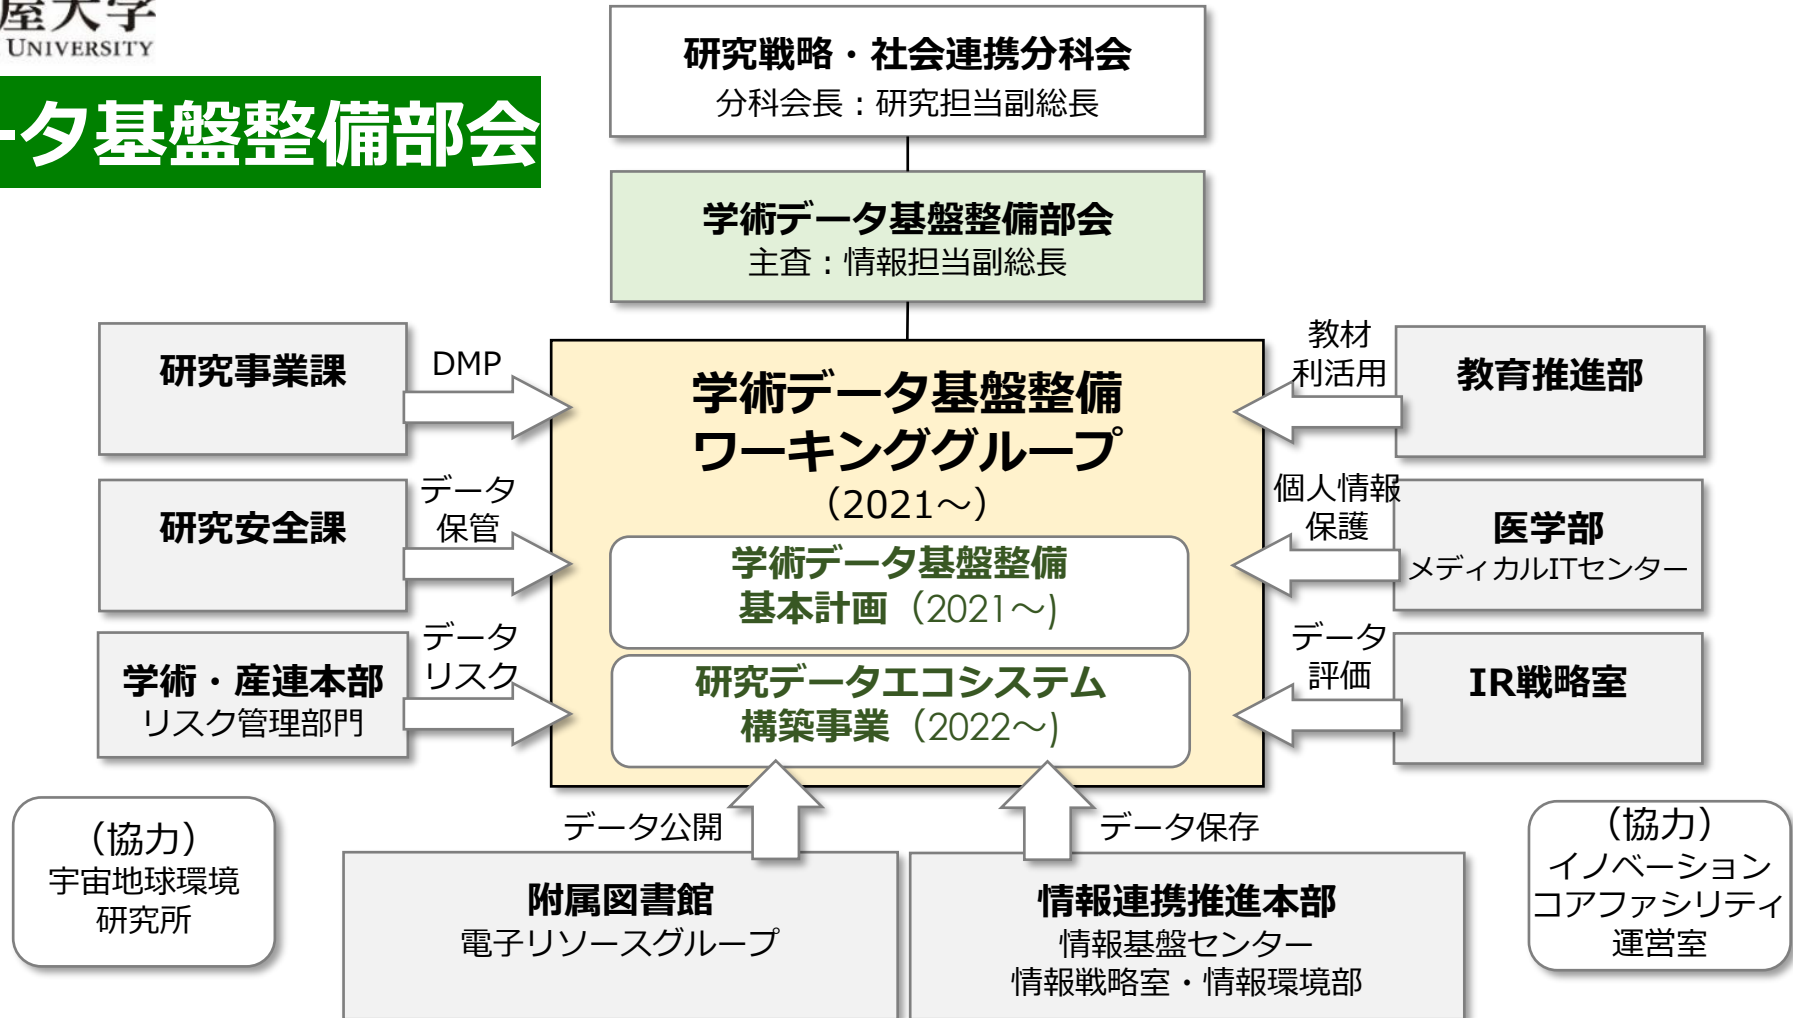 屋大学
UNIVERSITY
ータ基盤整備部会
研究戦略・社会連携分科会
分科会長：研究担当副総長
学術データ基盤整備部会
主査：情報担当副総長
研究事業課
DMP
研究安全課
データ
保管
学術・産連本部
リスク管理部門
データ
リスク
学術データ基盤整備
ワーキンググループ
（2021～）
学術データ基盤整備
基本計画（2021～)
研究データエコシステム
構築事業（2022～)
教材
利活用
教育推進部
個人情報
保護
医学部
メディカルITセンター
データ
評価
IR戦略室
（協力）
宇宙地球環境
研究所
データ公開
附属図書館
電子リソースグループ
データ保存
情報連携推進本部
情報基盤センター
情報戦略室・情報環境部
（協力）
イノベーション
コアファシリティ
運営室